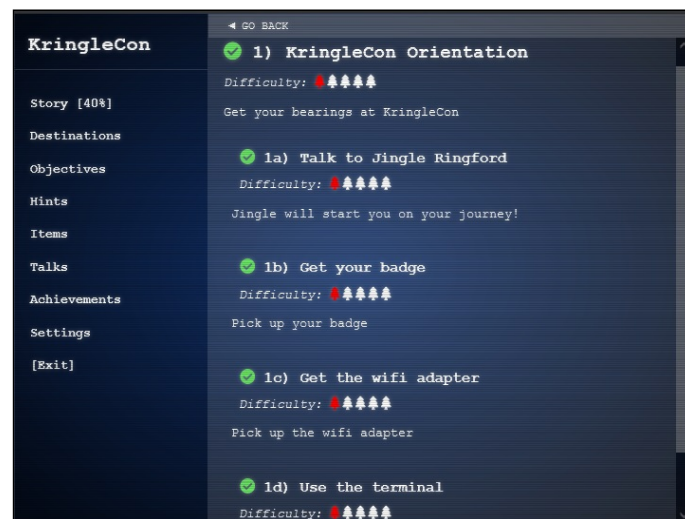 ◄ GO BACK
KringleCon
Story [40%]
Destinations
Objectives
Hints
Items
Talks
Achievements
Settings
[Exit]
1) KringleCon Orientation
Difficulty:
Get your bearings at KringleCon
1a) Talk to Jingle Ringford
Difficulty:
Jingle will start you on your journey!
1b) Get your badge
Difficulty:
Pick up your badge
1c) Get the wifi adapter
Difficulty:
Pick up the wifi adapter
1d) Use the terminal
Difficulty: